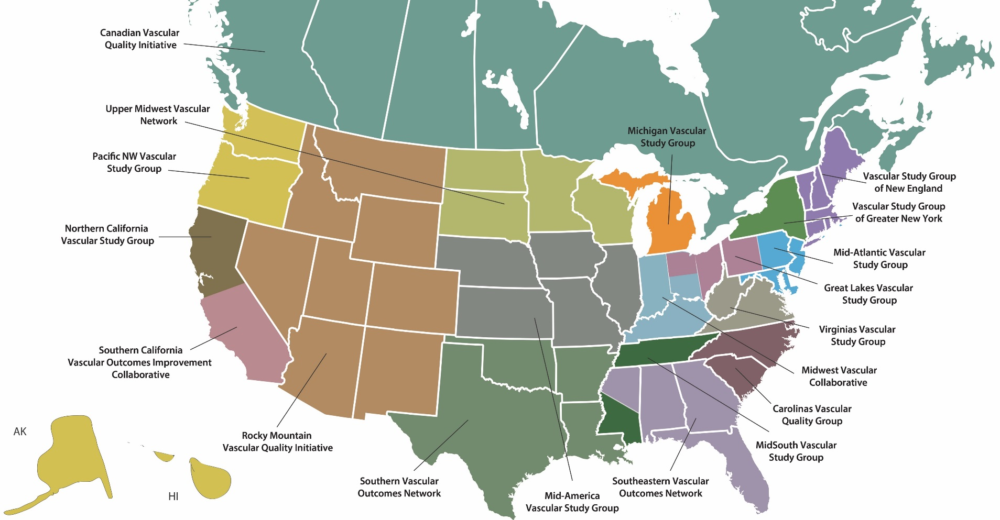 Canadian Vascular
Quality Initiative
Upper Midwest Vascular
Network
Michigan Vascular
Study Group
Pacific NW Vascular
Study Group
Vascular Study Group
of New England
Vascular Study Group
of Greater New York
Northern California
Vascular Study Group
Mid-Atlantic Vascular
Study Group
Great Lakes Vascular
Study Group
Virginias Vascular
Study Group
Southern California
Vascular Outcomes Improvement
Collaborative
Midwest Vascular
Collaborative
Carolinas Vascular
Quality Group
AK
Rocky Mountain
Vascular Quality Initiative
MidSouth Vascular
Study Group
HI
Southern Vascular
Outcomes Network
Southeastern Vascular
Outcomes Network
Mid-America
Vascular Study Group